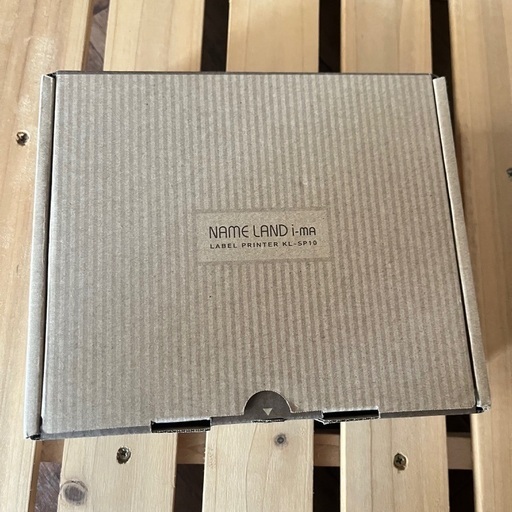 NAME LAND i-MA
LABEL PRINTER KL-SP10